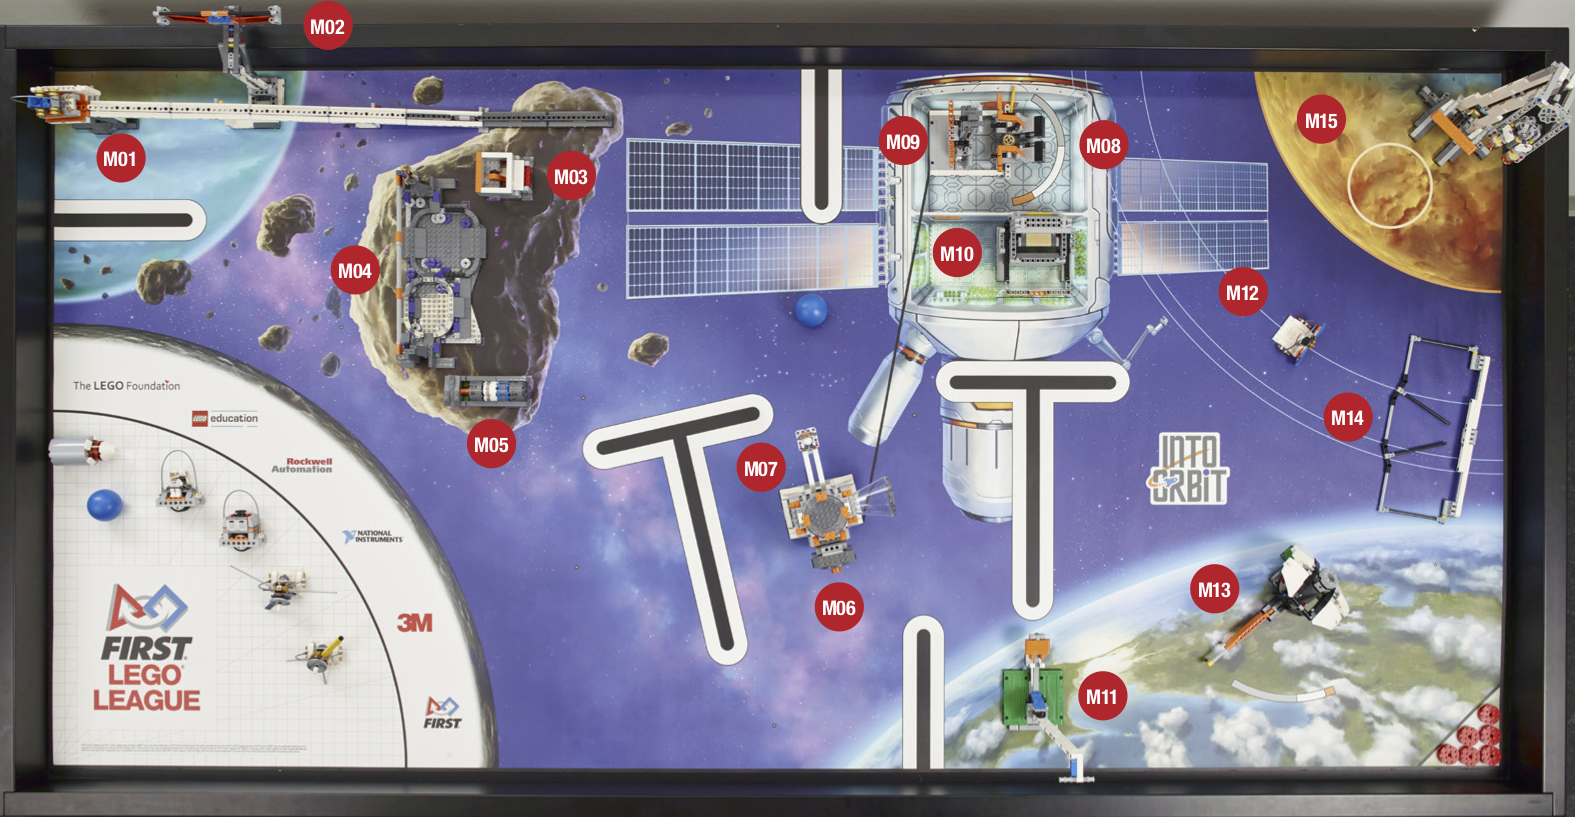 M02
M01
M03
M04
M05
M09
M08
M10
M15
M12
M14
M07
M06
M13
M11
The LEGO Foundation
LEGO education
Rockwell
Automation
NATIONAL
INSTRUMENTS
3M
FIRST
LEGO
LEAGUE
FIRST
INTO
ORBIT